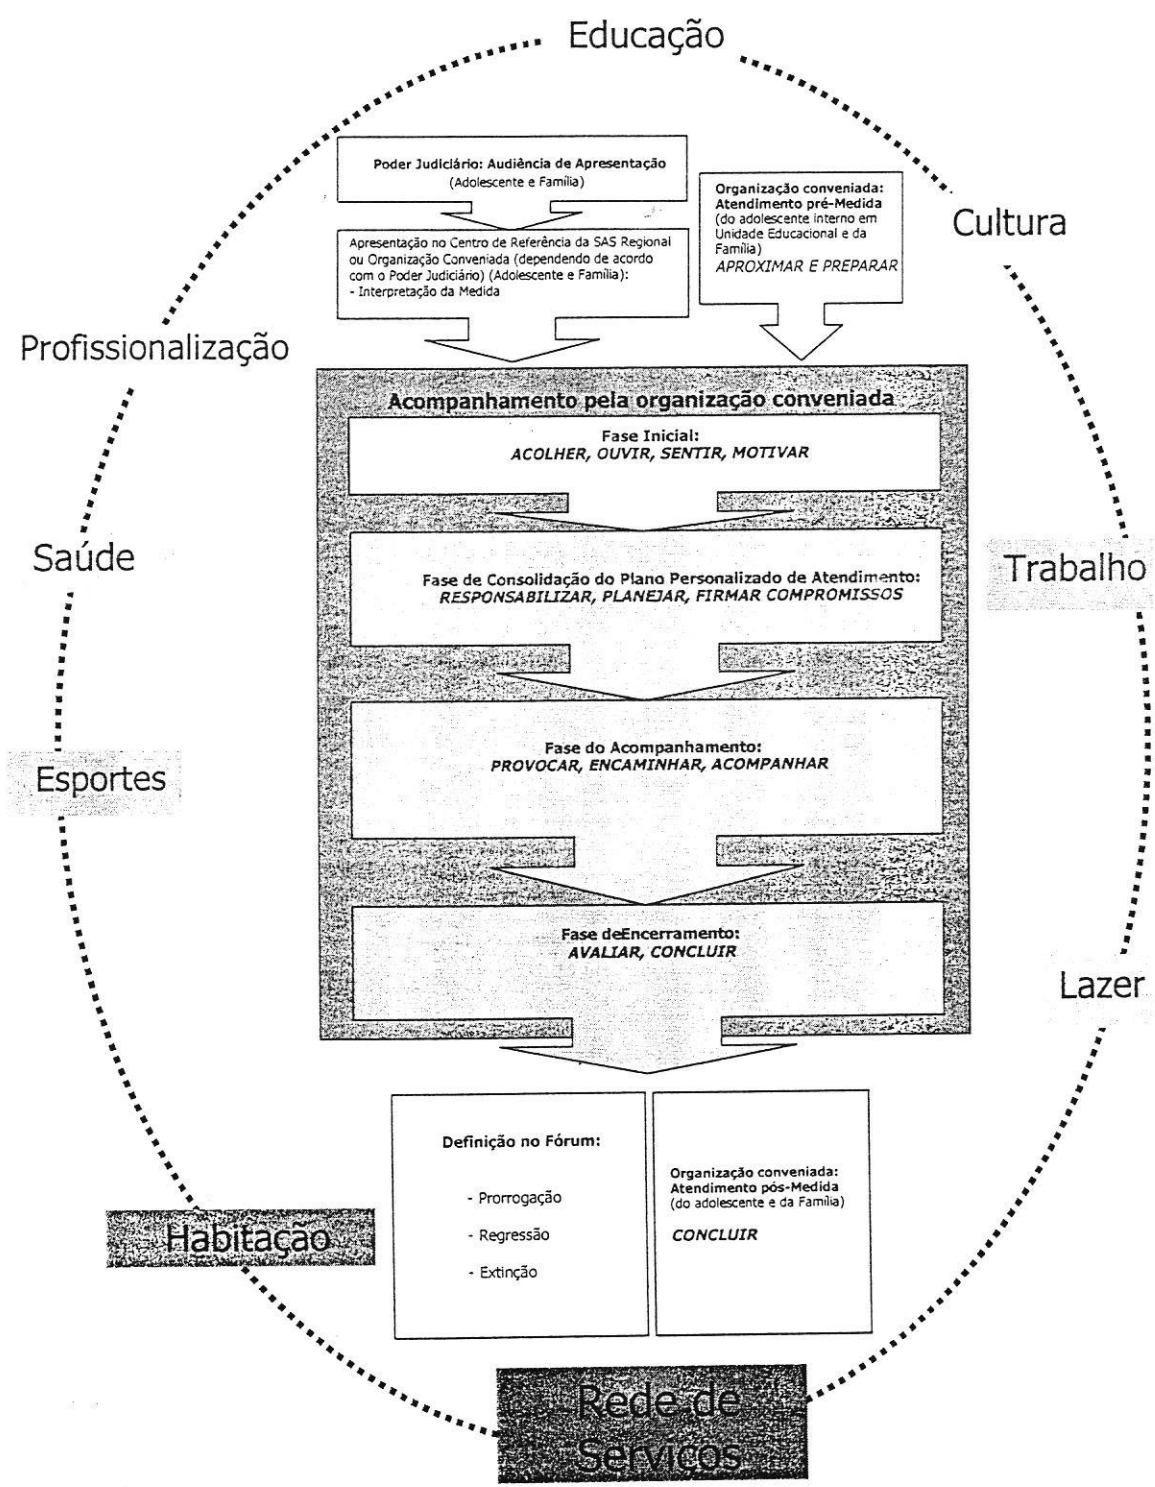 Educação
Poder Judiciário: Audiência de Apresentação
(Adolescente e Família)
Organização conveniada:
Atendimento pré-Medida
(do adolescente interno em
Unidade Educacional e da
Família)
APROXIMAR E PREPARAR
Cultura
Apresentação no Centro de Referência da SAS Regional
ou Organização Conveniada (dependendo de acordo
com o Poder Judiciário) (Adolescente e Família):
- Interpretação da Medida
Profissionalização
Acompanhamento pela organização conveniada
Fase Inicial:
ACOLHER, OUVIR, SENTIR, MOTIVAR
Saúde
Trabalho
Fase de Consolidação do Plano Personalizado de Atendimento:
RESPONSABILIZAR, PLANEJAR, FIRMAR COMPROMISSOS
Fase do Acompanhamento:
PROVOCAR, ENCAMINHAR, ACOMPANHAR
Esportes
Fase deEncerramento:
AVALIAR, CONCLUIR
Lazer
Definição no Fórum:
- Prorrogação
- Regressão
- Extinção
Organização conveniada:
Atendimento pós-Medida
(do adolescente e da Família)
CONCLUIR
Habitação
Rede de
Serviços